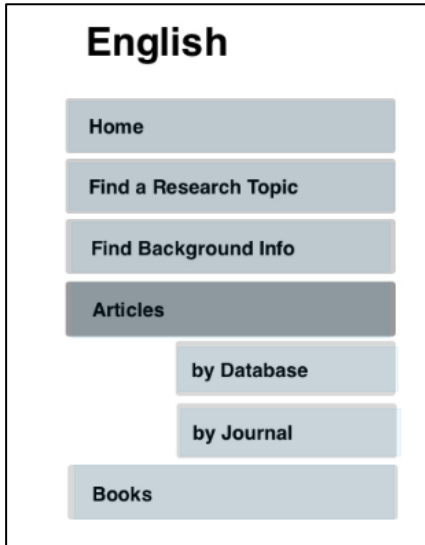 English
Home
Find a Research Topic
Find Background Info
Articles
by Database
by Journal
Books